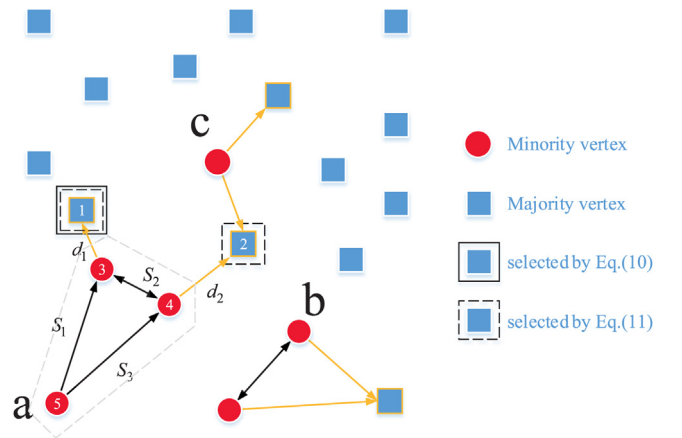 c
Minority vertex
1
Majority vertex
2
d1
3
S2
selected by Eq.(10)
4
d2
b
selected by Eq.(11)
S1
S3
a
5